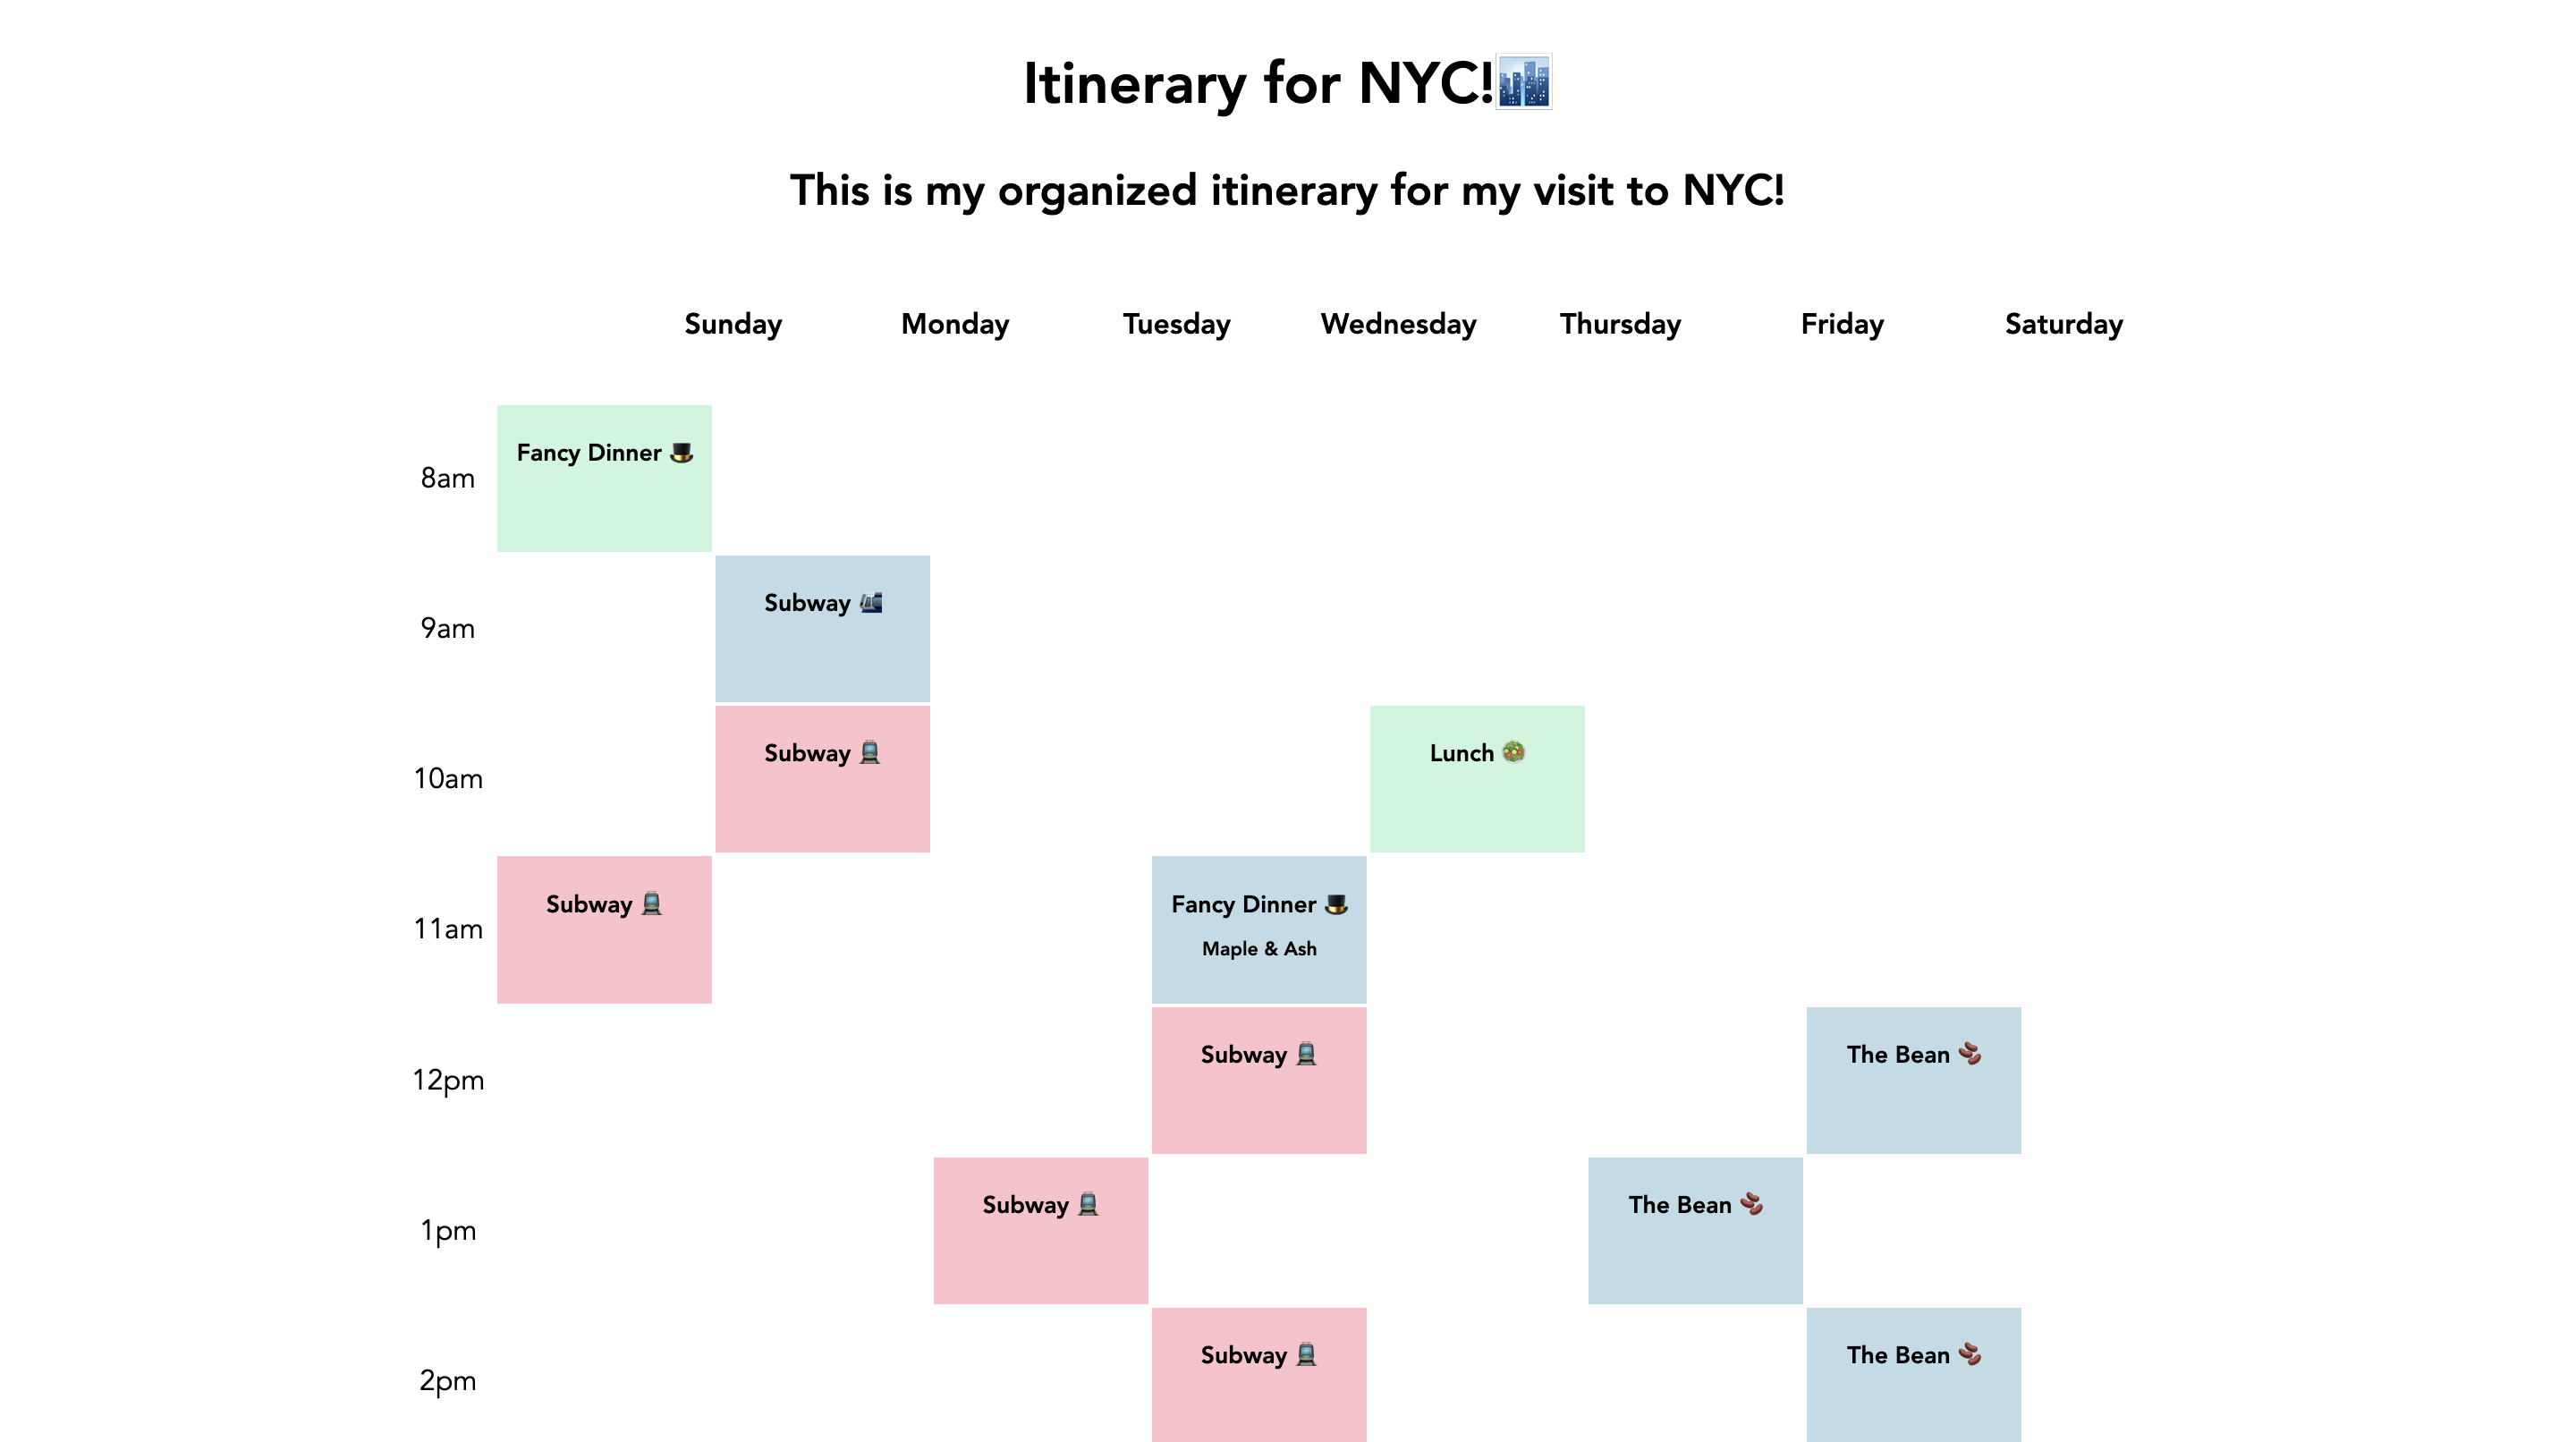 Itinerary for NYC!🏙️
This is my organized itinerary for my visit to NYC!
Sunday Monday Tuesday Wednesday Thursday Friday Saturday
8am
Fancy Dinner 🎩
9am
Subway
10am
Subway 🚆
Lunch 🥗
11am
Subway 🚆
Fancy Dinner 🎩
Maple & Ash
12pm
Subway 🚆
The Bean 🫘
1pm
Subway 🚆
The Bean 🫘
2pm
Subway 🚆
The Bean 🫘